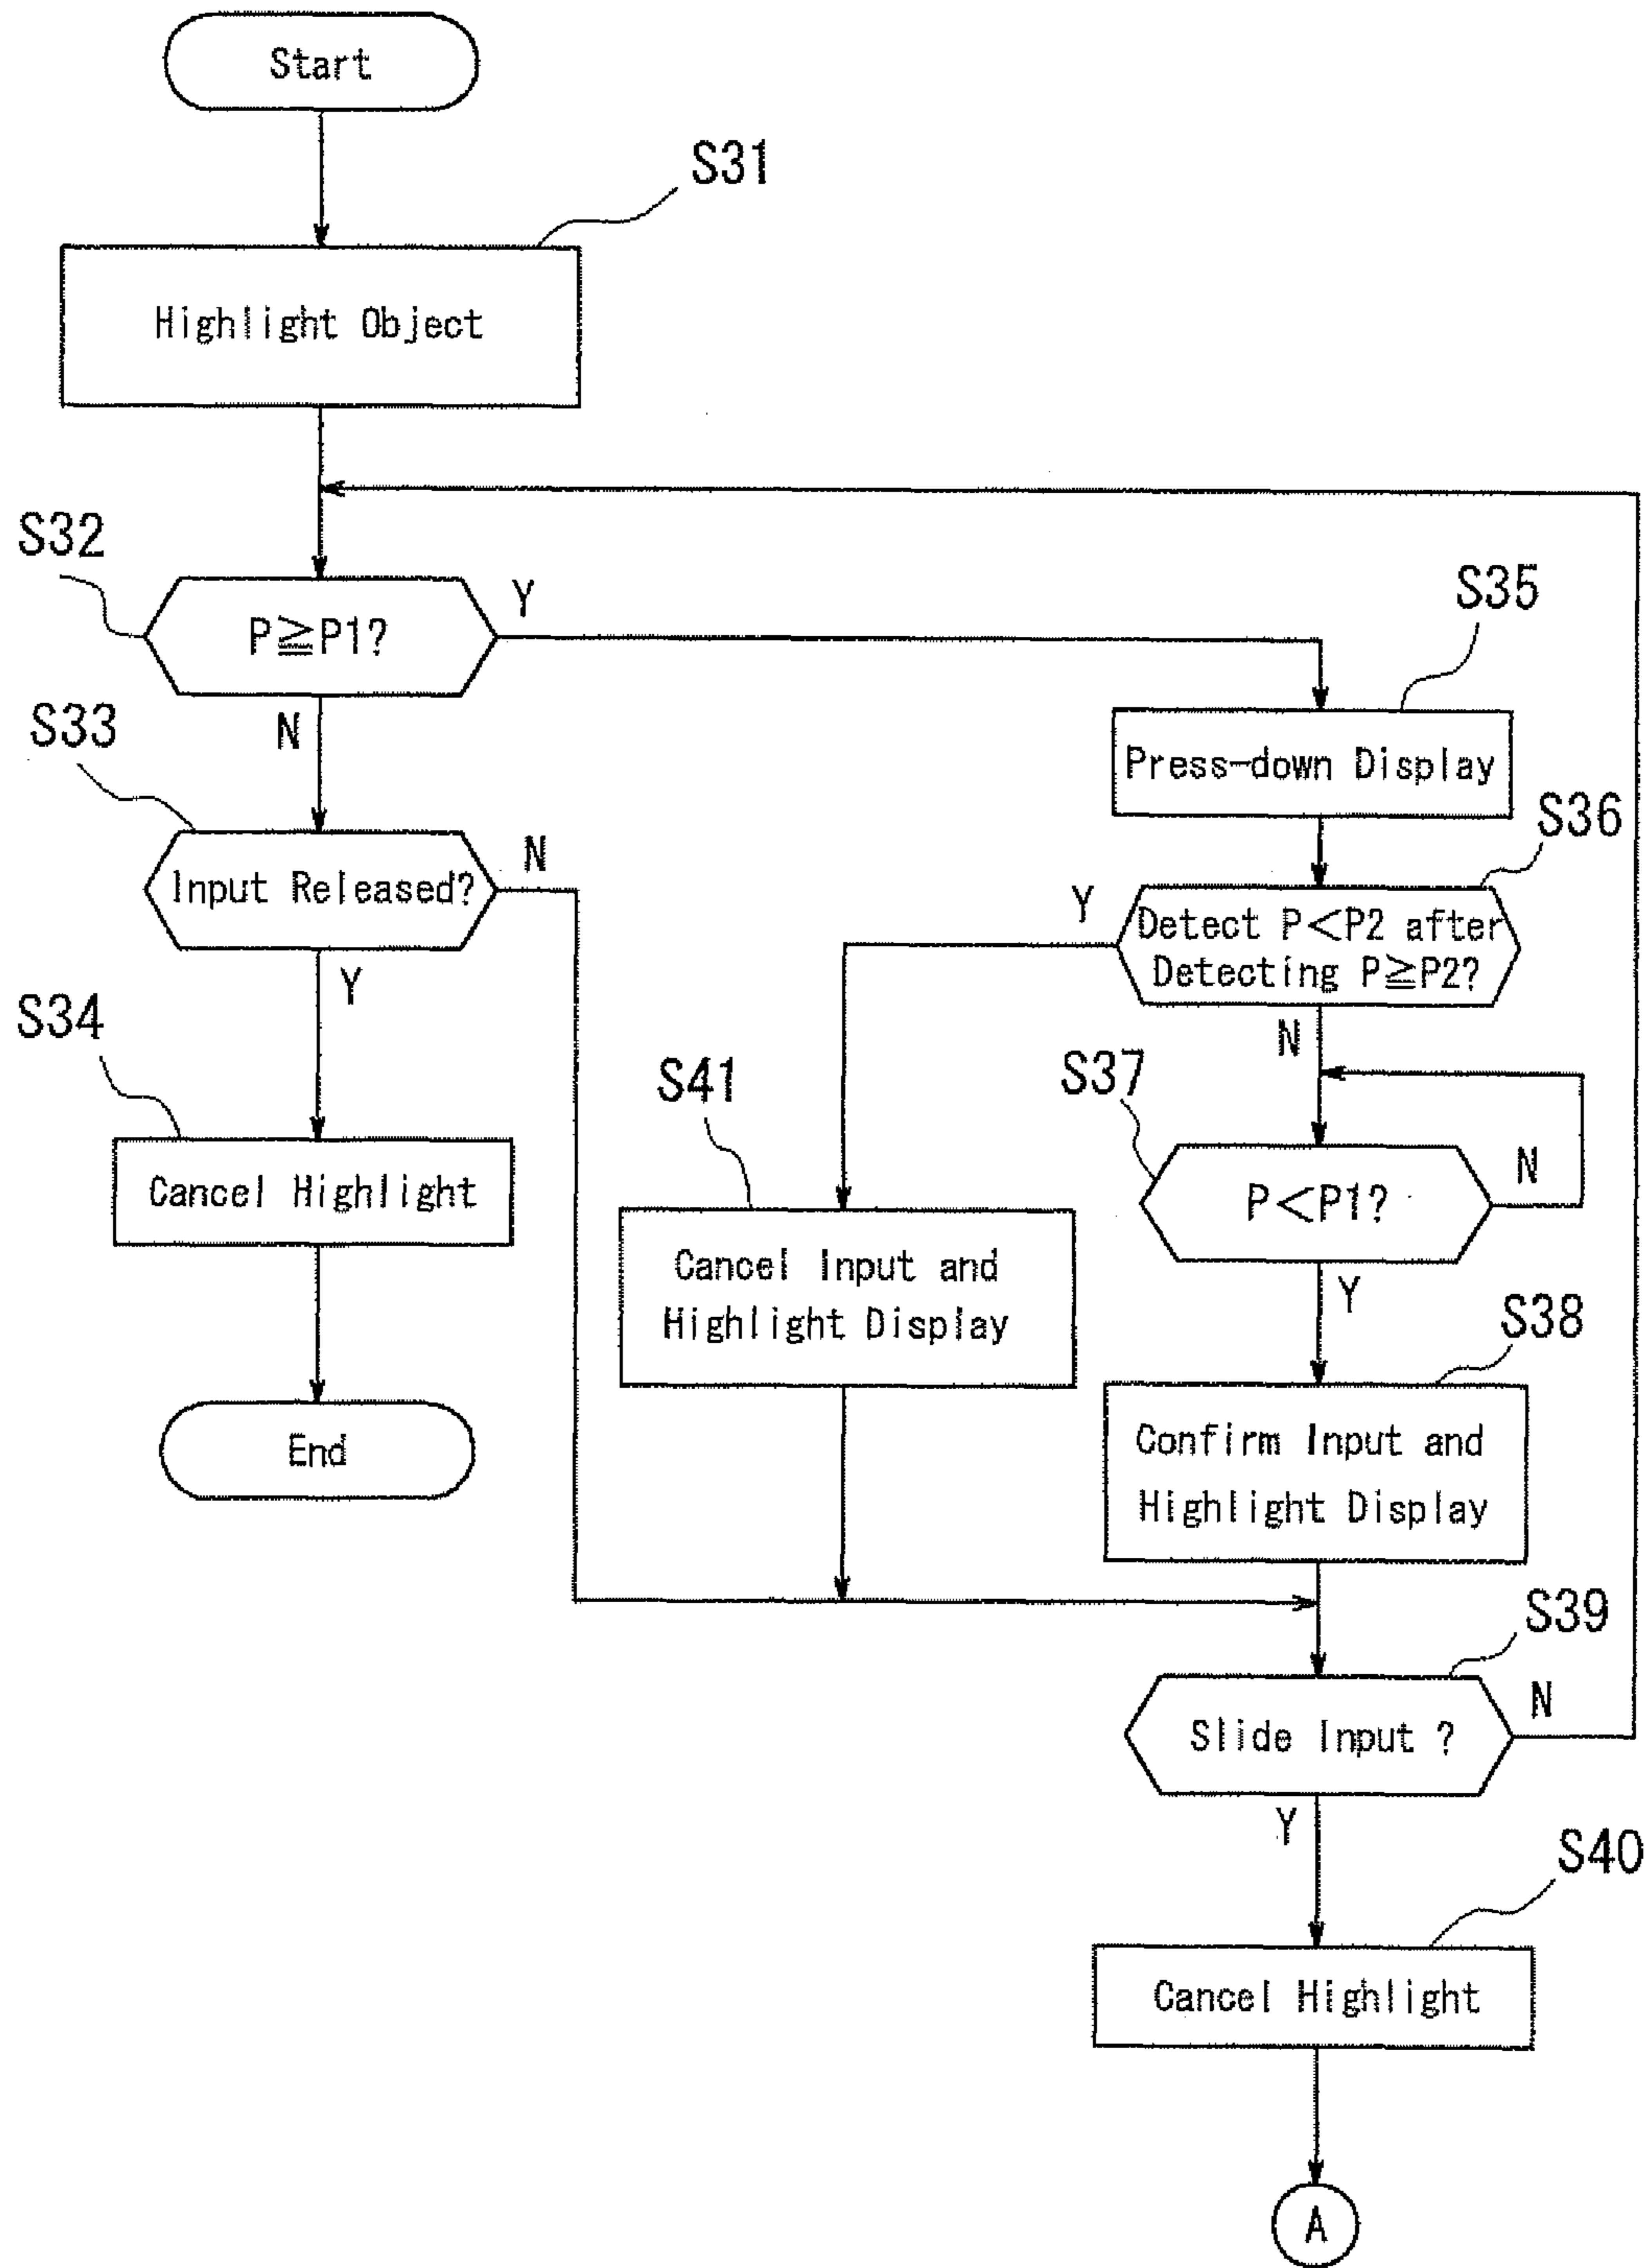 Start
S31
Highlight Object
S32
P≧P1?
Y
N
S35
Press-down Display
S33
Input Released?
N
Y
S36
Detect P<P2 after
Detecting P≧P2?
Y
N
S34
Cancel Highlight
End
S41
Cancel Input and
Highlight Display
S37
P<P1?
N
Y
S38
Confirm Input and
Highlight Display
S39
Slide Input ?
N
Y
S40
Cancel Highlight
A